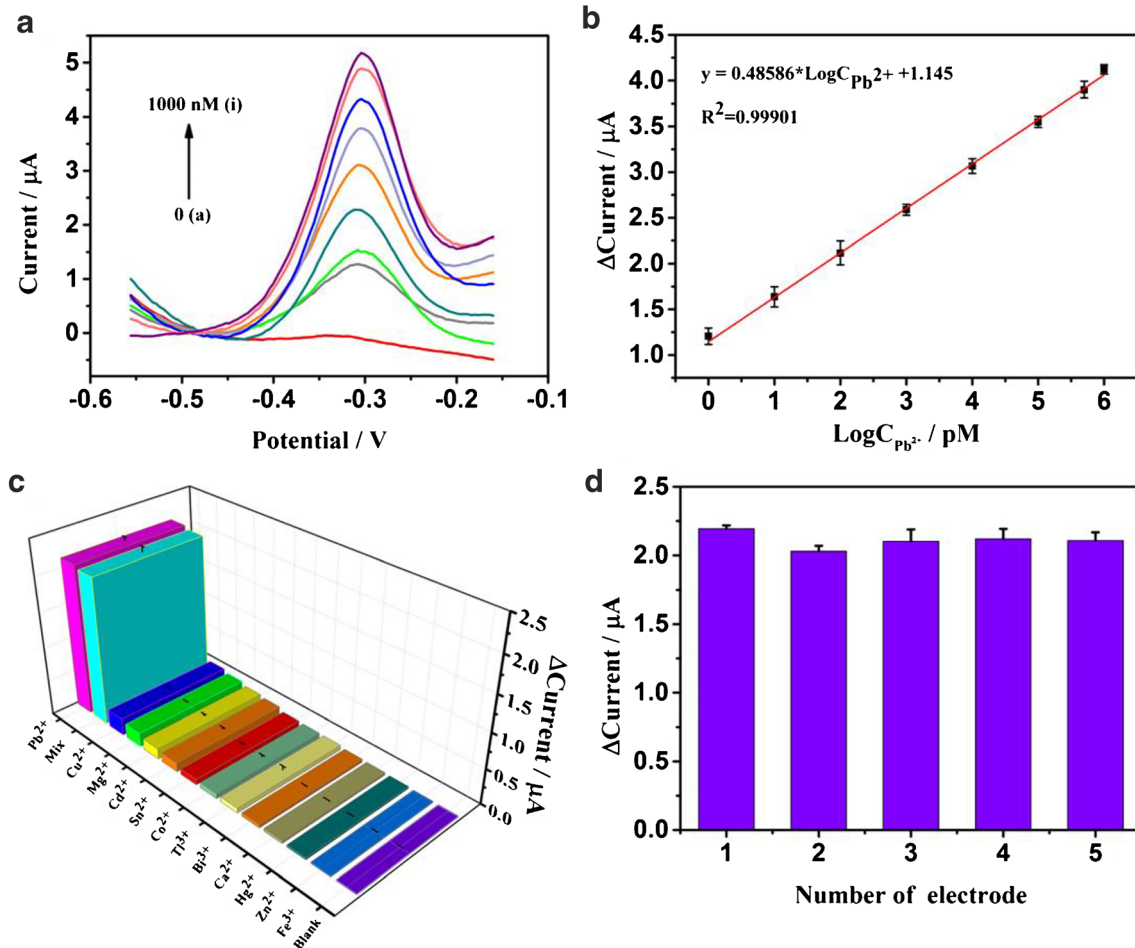 a
5
4
3
2
1
0
Current / μA
1000 nM (i)
0 (a)
-0.6
-0.5
-0.4
-0.3
-0.2
-0.1
Potential / V
b
4.5
4.0
3.5
3.0
2.5
2.0
1.5
1.0
ΔCurrent / μA
y = 0.48586*LogC Pb2+ +1.145
R2=0.99901
0
1
2
3
4
5
6
LogC Pb2+ / pM
c
2.5
2.0
1.5
1.0
0.5
0.0
ΔCurrent / μA
Pb2+
Mix
Cu2+
Mg2+
Cd2+
Sn2+
Co2+
Tl3+
Bi3+
Ca2+
Hg2+
Zn2+
Fe3+
Blank
d
2.5
2.0
1.5
1.0
0.5
0.0
ΔCurrent / μA
1
2
3
4
5
Number of electrode